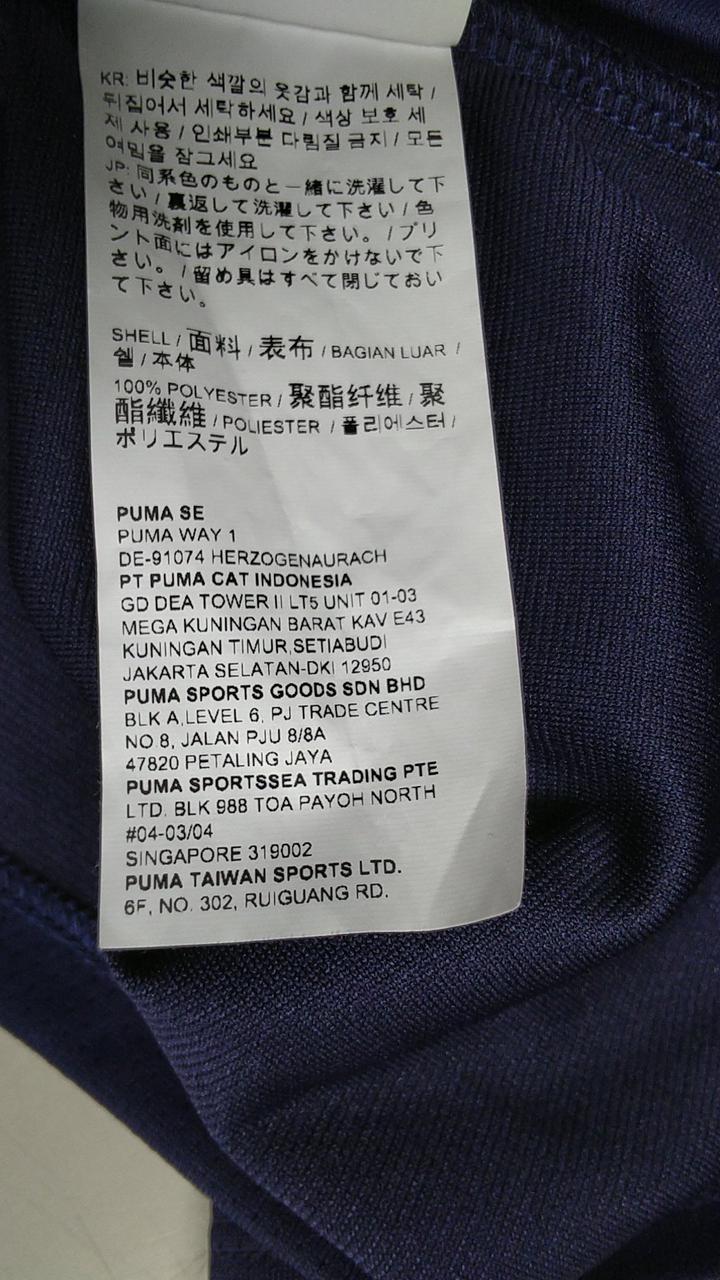 KR: 비슷한 색깔의 옷감과 함께 세탁 /
뒤집어서 세탁하세요 / 색상 보호 세
제 사용 / 인쇄부분 다림질 금지 / 모든
여밈을 잠그세요
JP: 同系色のものと一緒に洗濯して下
さい / 裏返して洗濯して下さい / 色
物用洗剤を使用して下さい。 / プリ
ント面にはアイロンをかけないで下
さい。 / 留め具はすべて閉じておい
て下さい。
SHELL / 面料 / 表布 / BAGIAN LUAR /
쉘 / 本体
100% POLYESTER / 聚酯纤维 / 聚
酯纖維 / POLIESTER / 폴리에스터 /
ポリエステル
PUMA SE
PUMA WAY 1
DE-91074 HERZOGENAURACH
PT PUMA CAT INDONESIA
GD DEA TOWER II LT5 UNIT 01-03
MEGA KUNINGAN BARAT KAV E43
KUNINGAN TIMUR,SETIABUDI
JAKARTA SELATAN-DKI 12950
PUMA SPORTS GOODS SDN BHD
BLK A,LEVEL 6, PJ TRADE CENTRE
NO.8, JALAN PJU 8/8A
47820 PETALING JAYA
PUMA SPORTSSEA TRADING PTE
LTD. BLK 988 TOA PAYOH NORTH
#04-03/04
SINGAPORE 319002
PUMA TAIWAN SPORTS LTD.
6F, NO. 302, RUIGUANG RD.